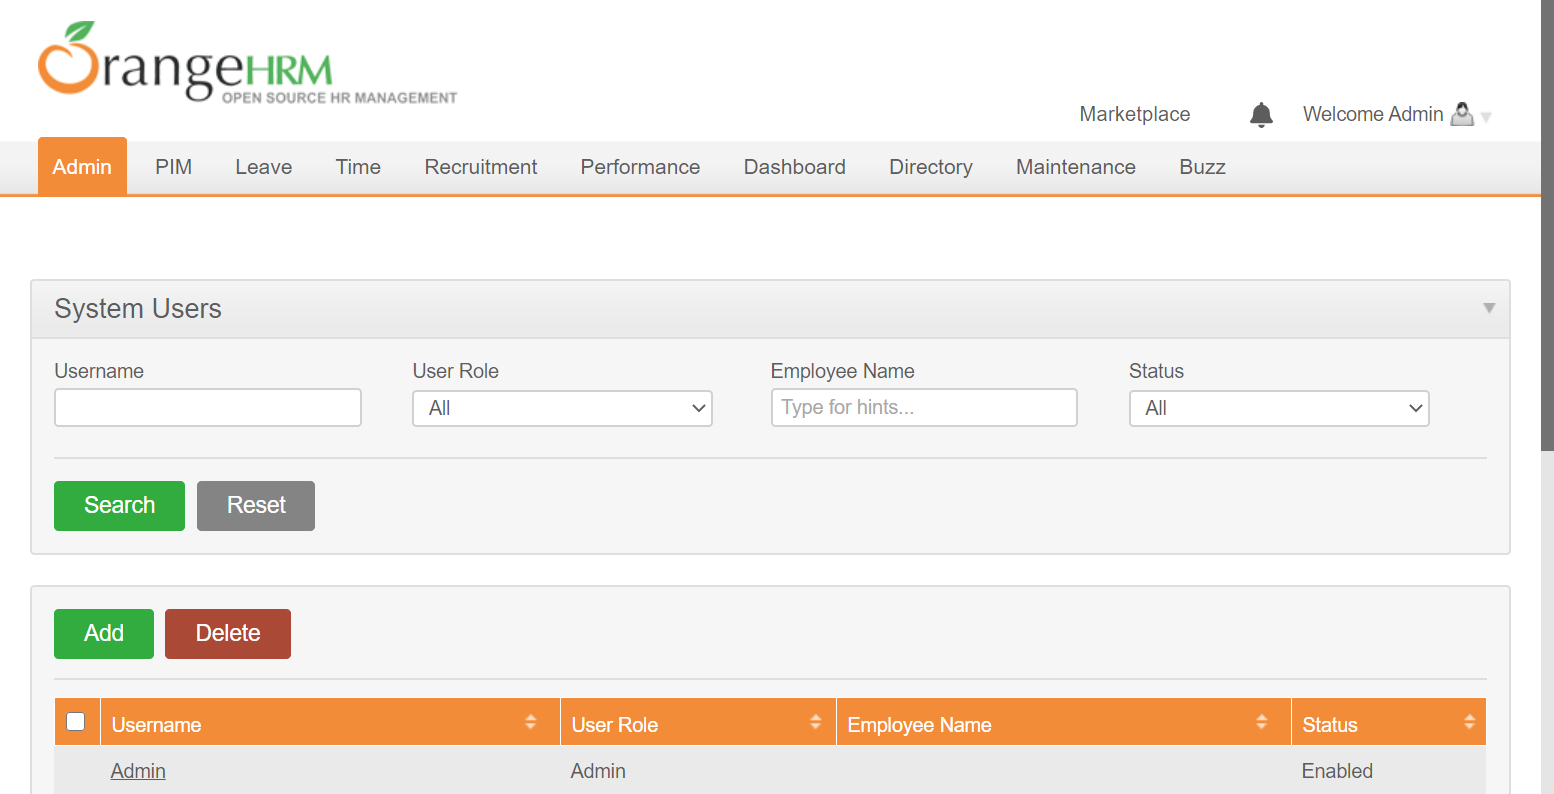 OrangeHRM
OPEN SOURCE HR MANAGEMENT
Marketplace Welcome Admin
Admin PIM Leave Time Recruitment Performance Dashboard Directory Maintenance Buzz
System Users
Username User Role Employee Name Status
All Type for hints... All
Search Reset
Add Delete
Username User Role Employee Name Status
Admin Admin Enabled